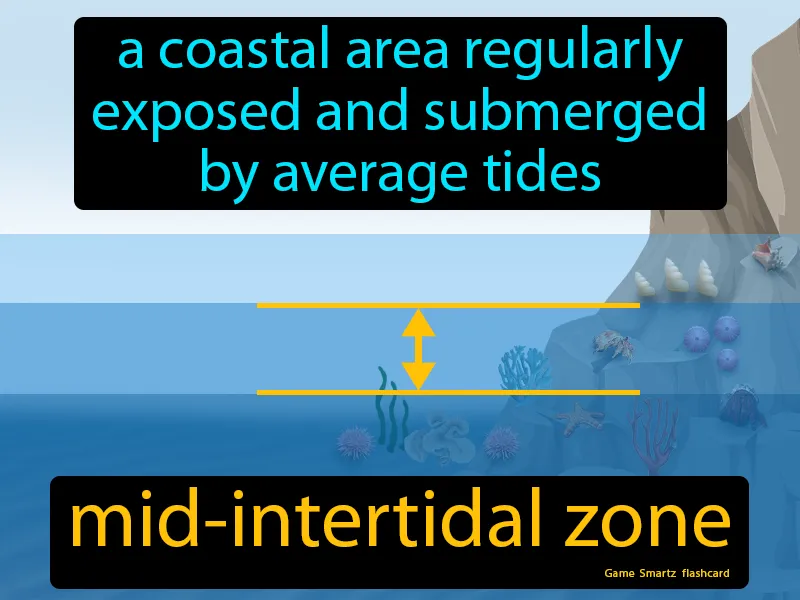 a coastal area regularly
exposed and submerged
by average tides
mid-intertidal zone
Game Smartz flashcard